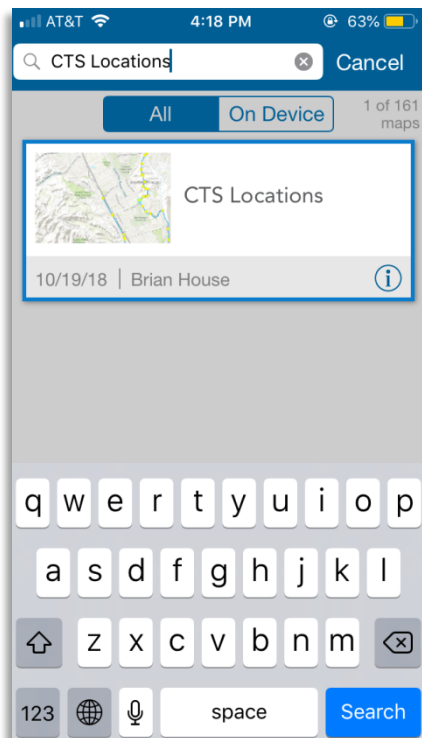 AT&T 4:18 PM 63%
CTS Locations Cancel
All On Device 1 of 161
maps
CTS Locations
10/19/18 | Brian House i
q w e r t y u i o p
a s d f g h j k l
z x c v b n m
123 space Search